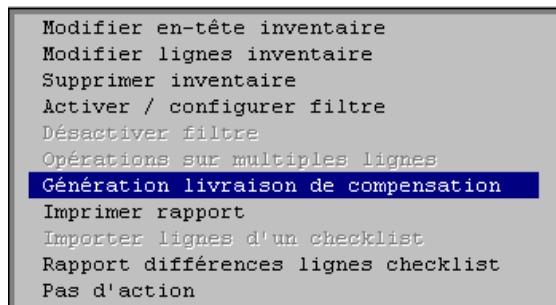 Modifier en-tête inventaire
Modifier lignes inventaire
Supprimer inventaire
Activer / configurer filtre
Désactiver filtre
Opérations sur multiples lignes
Génération livraison de compensation
Imprimer rapport
Importer lignes d'un checklist
Rapport différences lignes checklist
Pas d'action